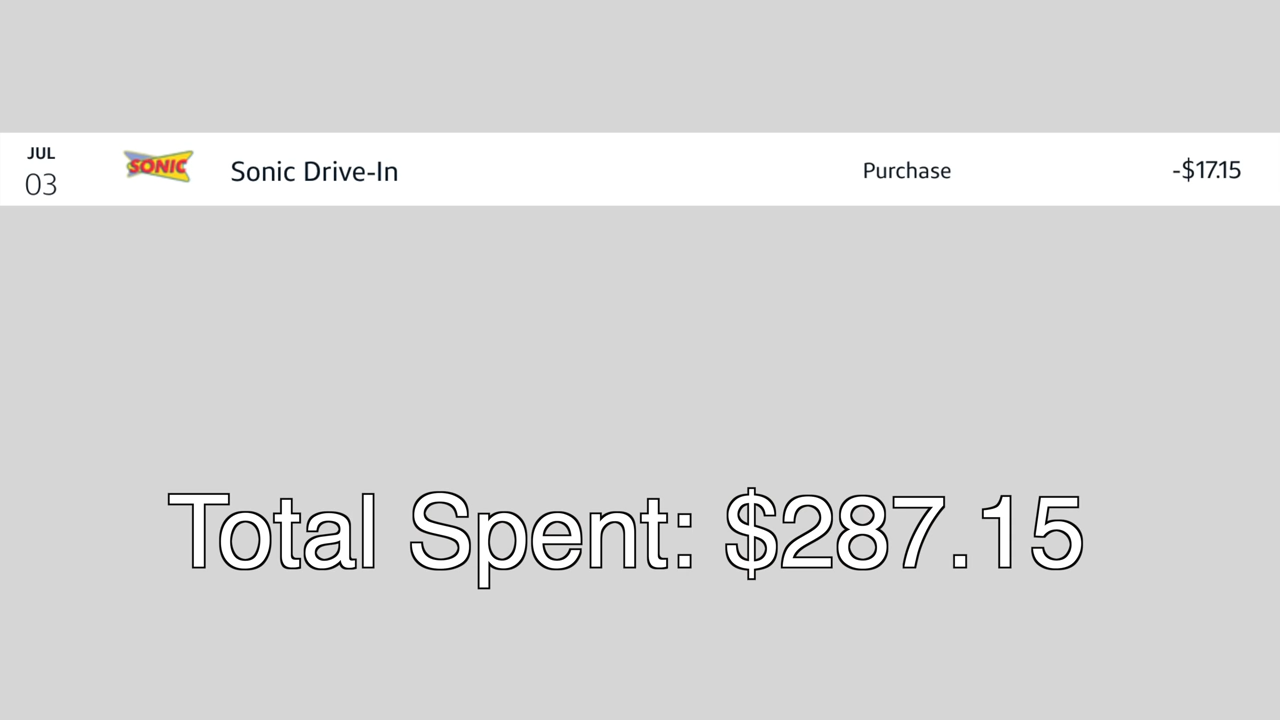 JUL
03
SONIC
Sonic Drive-In
Purchase
-$17.15
Total Spent: $287.15